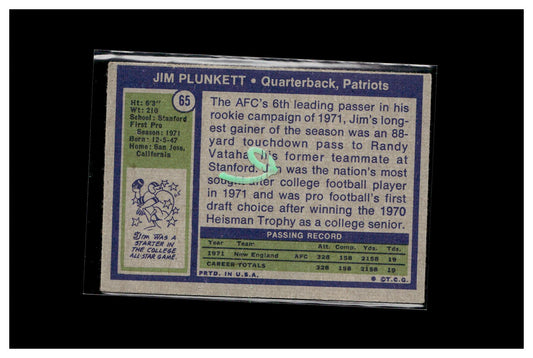 JIM PLUNKETT • Quarterback, Patriots
65
Ht: 6'3"
Wt: 210
School: Stanford
First Pro
Season: 1971
Born: 12-5-47
Home: San Jose,
California
JIM WAS A
STARTER IN
THE COLLEGE
ALL-STAR GAME.
The AFC's 6th leading passer in his
rookie campaign of 1971, Jim's long-
est gainer of the season was an 88-
yard touchdown pass to Randy
Vataha, his former teammate at
Stanford. Jim was the nation's most
sought after college football player
in 1971 and was pro football's first
draft choice after winning the 1970
Heisman Trophy as a college senior.
PASSING RECORD
Year Team Att. Comp. Yds. Tds.
1971 New England AFC 328 158 2158 19
CAREER TOTALS 328 158 2158 19
PRTD. IN U.S.A. © T.C.G.